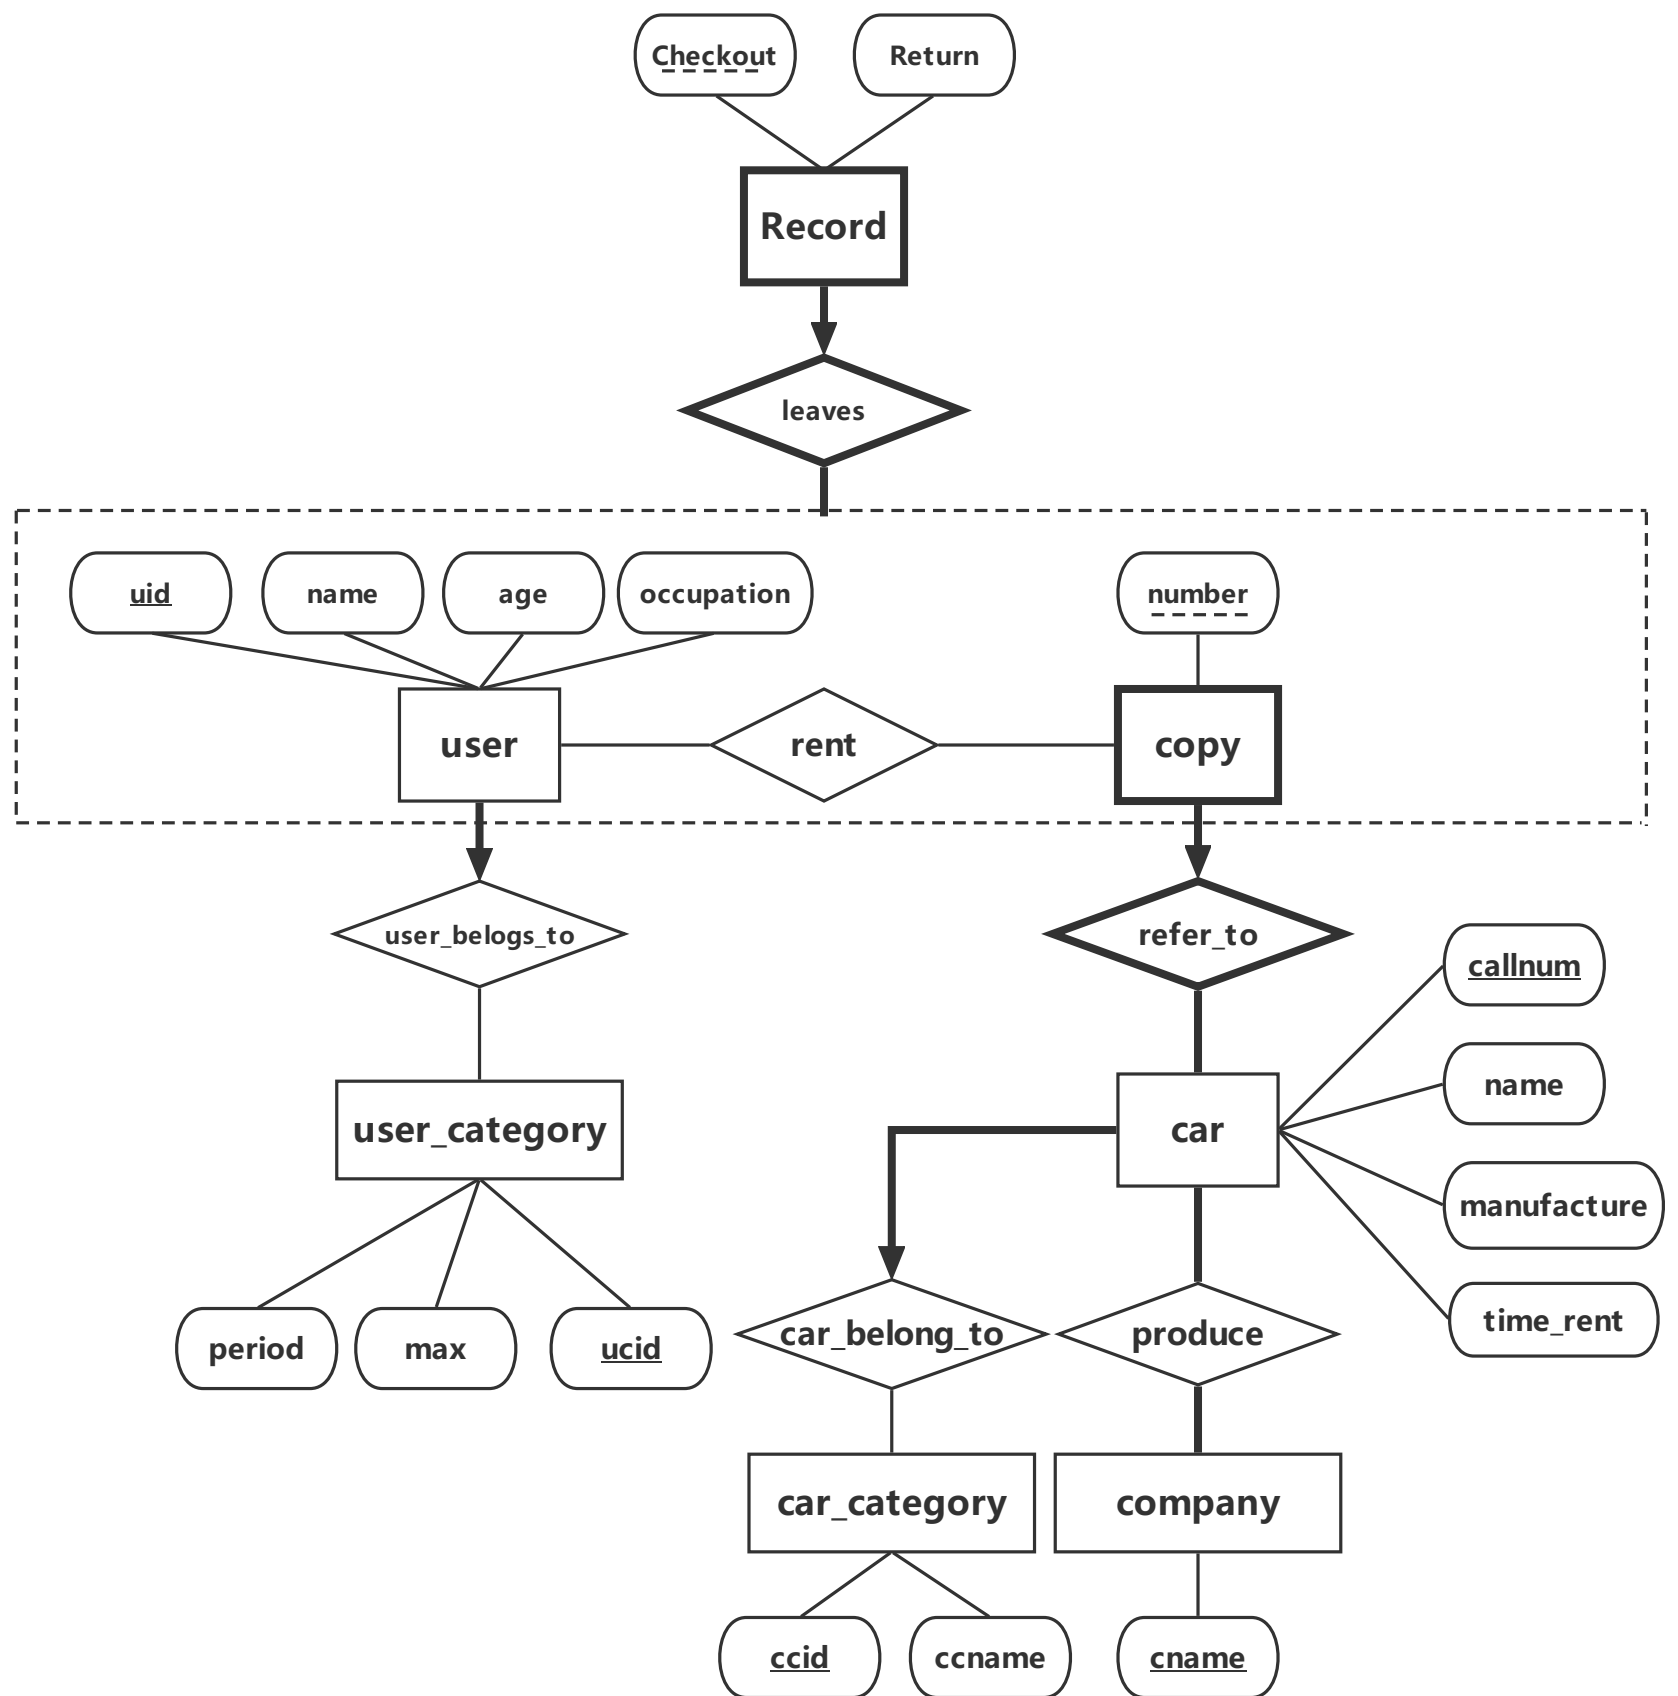 Checkout
Return
Record
leaves
uid
name
age
occupation
number
user
rent
copy
user_belogs_to
refer_to
callnum
name
user_category
car
manufacture
time_rent
period
max
ucid
car_belong_to
produce
car_category
company
ccid
ccname
cname